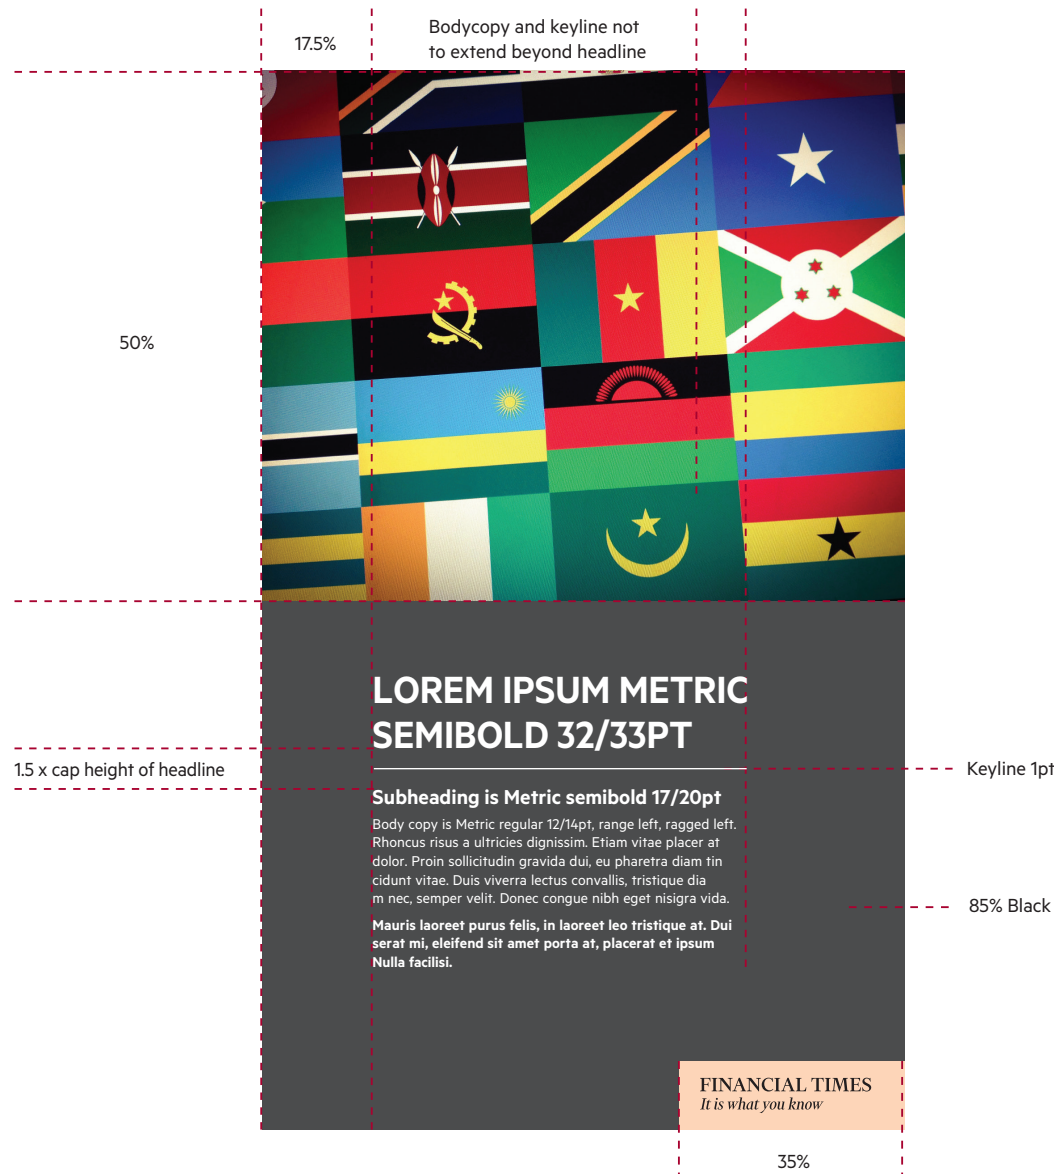 17.5%
Bodycopy and keyline not
to extend beyond headline
50%
LOREM IPSUM METRIC
SEMIBOLD 32/33PT
1.5 x cap height of headline
Keyline 1pt
Subheading is Metric semibold 17/20pt
Body copy is Metric regular 12/14pt, range left, ragged left.
Rhoncus risus a ultricies dignissim. Etiam vitae placer at
dolor. Proin sollicitudin gravida dui, eu pharetra diam tin
cidunt vitae. Duis viverra lectus convallis, tristique dia
m nec, semper velit. Donec congue nibh eget nisigra vida.
85% Black
Mauris laoreet purus felis, in laoreet leo tristique at. Dui
serat mi, eleifend sit amet porta at, placerat et ipsum
Nulla facilisi.
FINANCIAL TIMES
It is what you know
35%